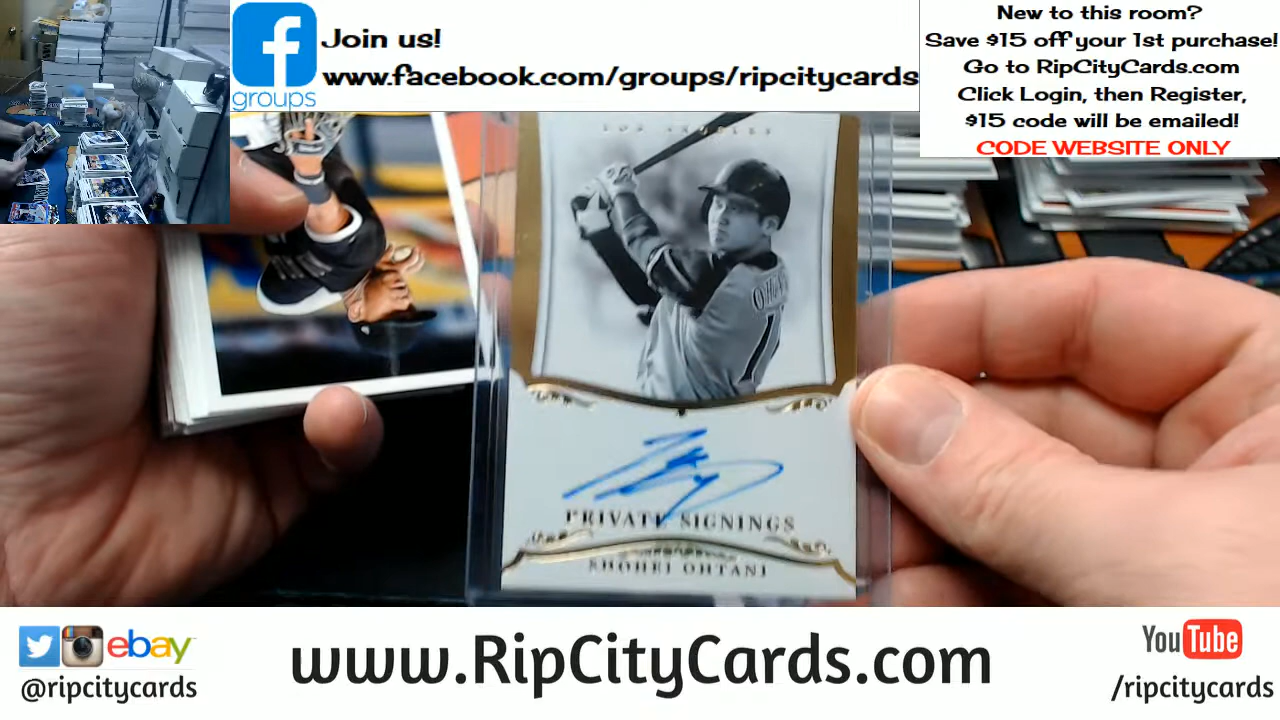 Join us!
www.facebook.com/groups/ripcitycards
f
groups
New to this room?
Save $15 off your 1st purchase!
Go to RipCityCards.com
Click Login, then Register,
$15 code will be emailed!
CODE WEBSITE ONLY
LOS ANGELES
PRIVATE SIGNINGS
SHOHEI OHTANI
ebay
@ripcitycards
www.RipCityCards.com
YouTube
/ripcitycards